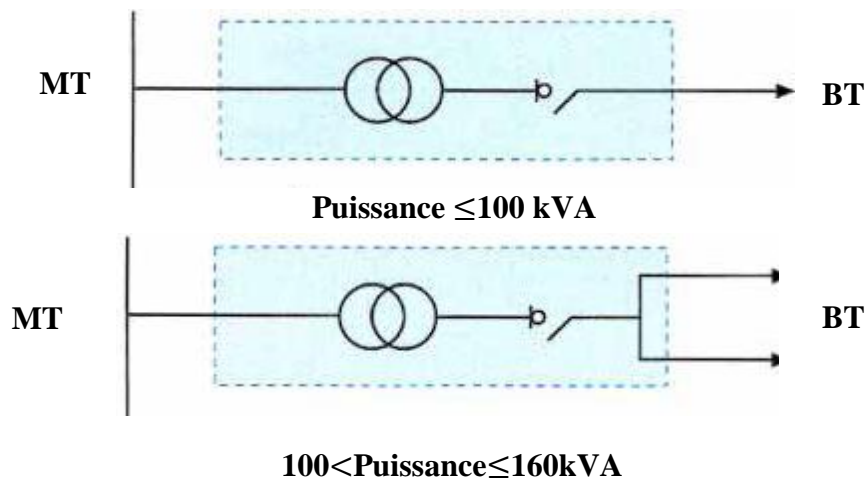 MT
BT
Puissance ≤100 kVA
MT
BT
100<Puissance≤160kVA